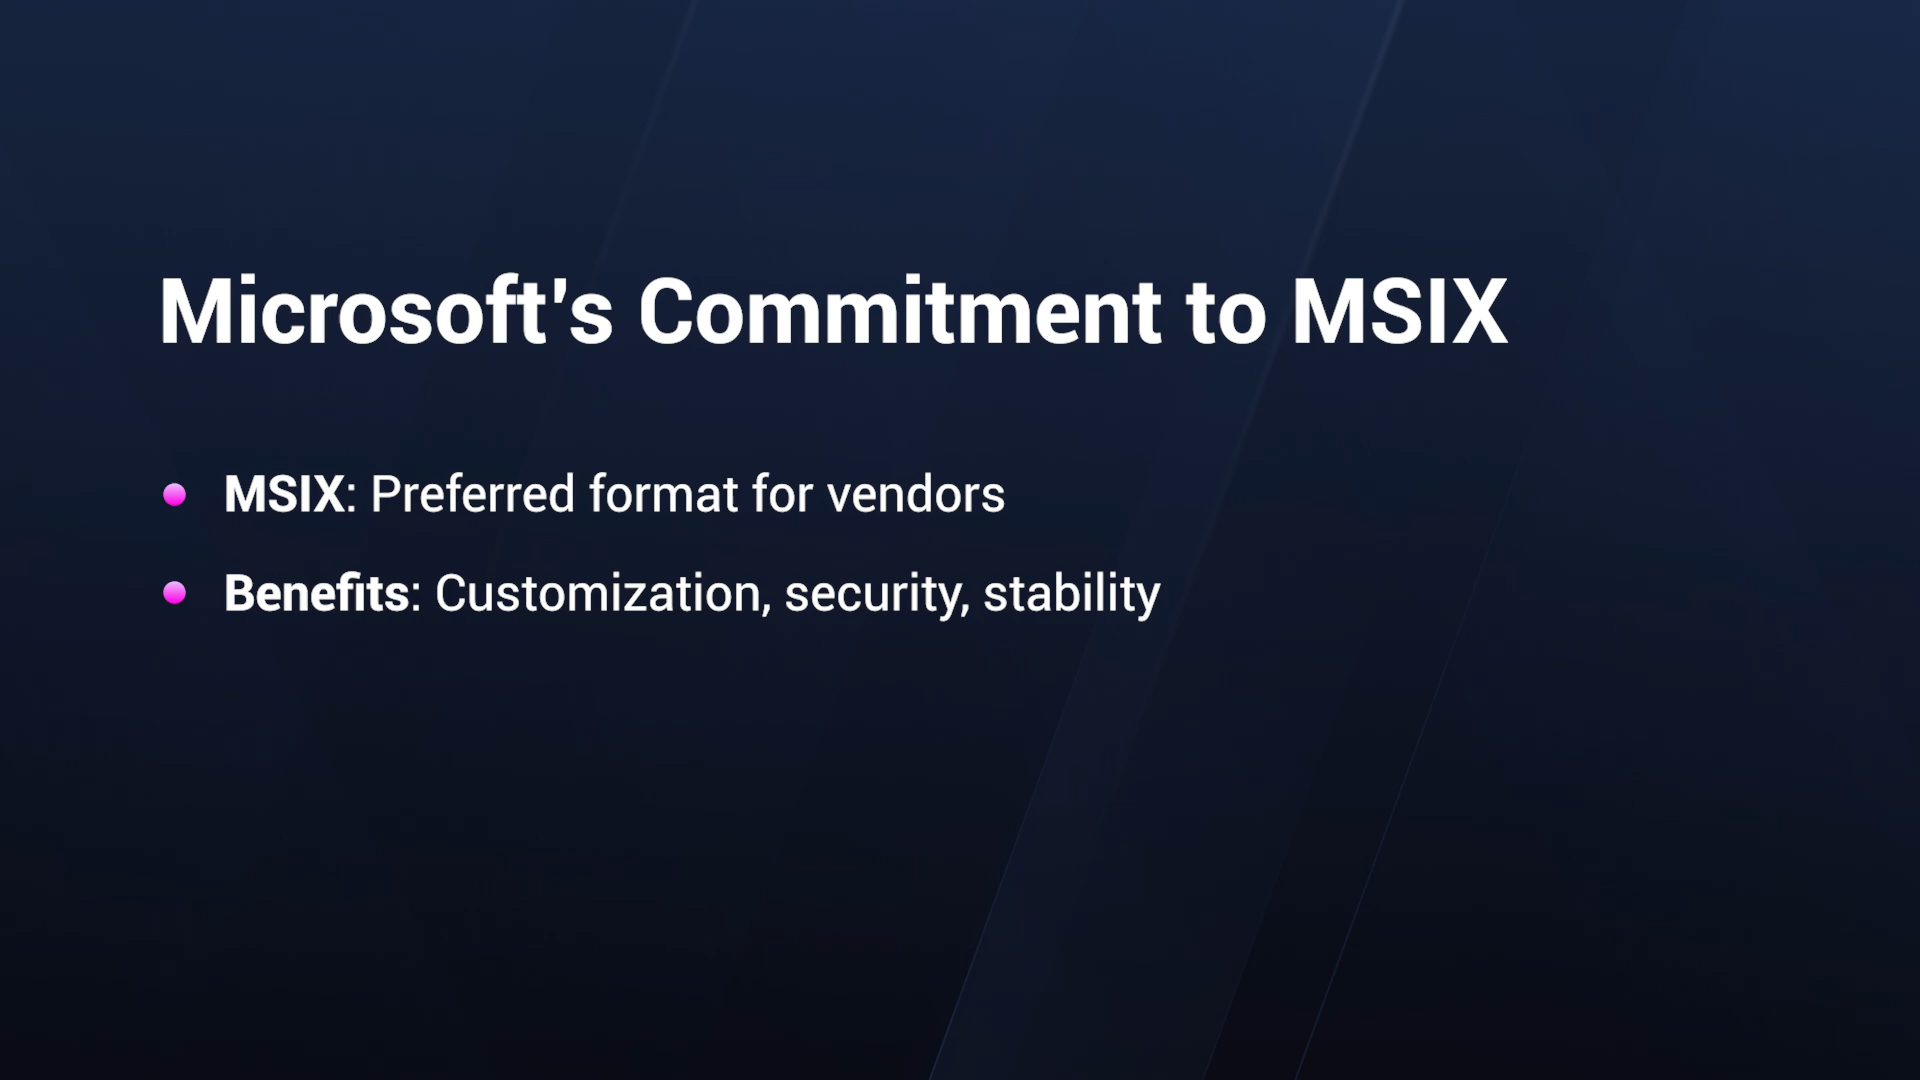 Microsoft's Commitment to MSIX
MSIX: Preferred format for vendors
Benefits: Customization, security, stability